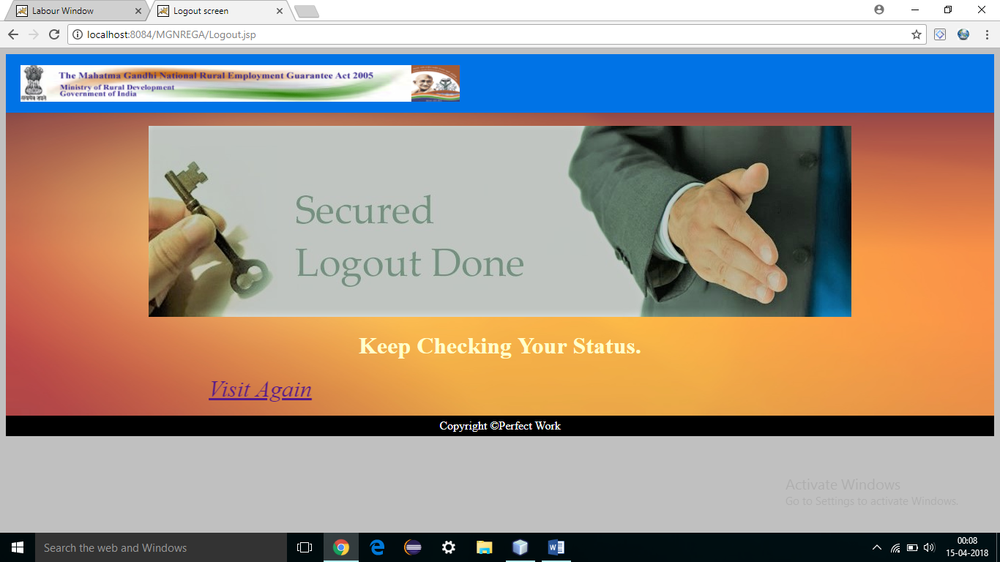 Labour Window
Logout screen
localhost:8084/MGNREGA/Logout.jsp
The Mahatma Gandhi National Rural Employment Guarantee Act 2005
Ministry of Rural Development
Government of India
सत्यमेव जयते
Secured
Logout Done
Keep Checking Your Status.
Visit Again
Copyright ©Perfect Work
Activate Windows
Go to Settings to activate Windows.
Search the web and Windows
00:08
15-04-2018